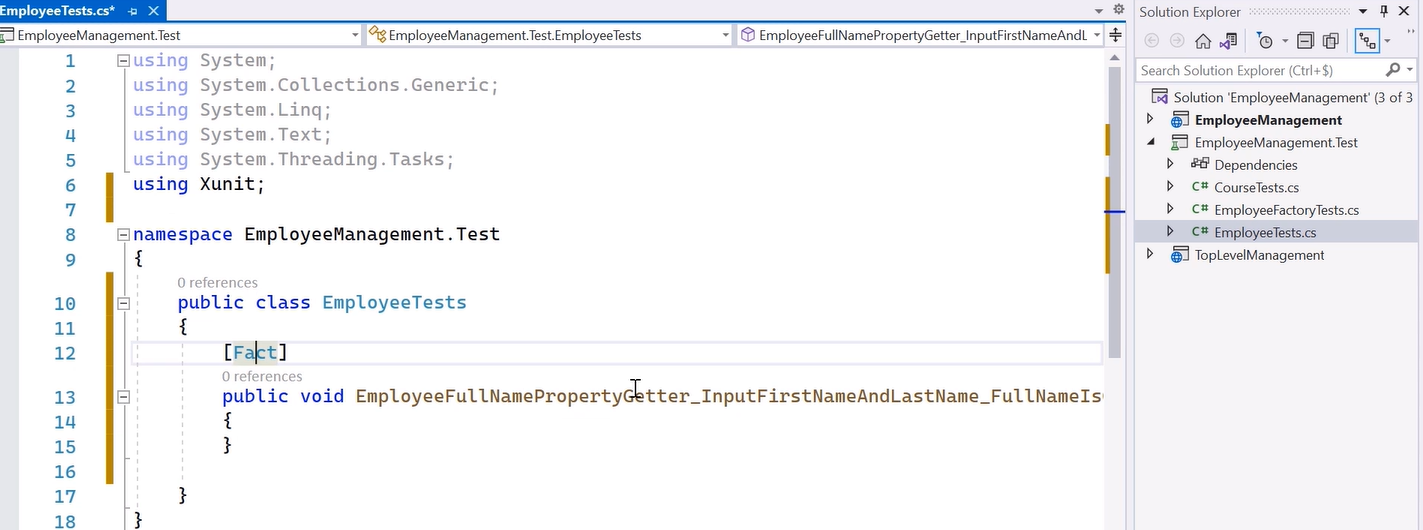 EmployeeTests.cs*
EmployeeManagement.Test
EmployeeManagement.Test.EmployeeTests
EmployeeFullNamePropertyGetter_InputFirstNameAndL
1 using System;
2 using System.Collections.Generic;
3 using System.Linq;
4 using System.Text;
5 using System.Threading.Tasks;
6 using Xunit;
7
8 namespace EmployeeManagement.Test
9 {
0 references
10 public class EmployeeTests
11 {
12 [Fact]
0 references
13 public void EmployeeFullNamePropertyGetter_InputFirstNameAndLastName_FullNameIs
14 {
15 }
16
17 }
18 }
Solution Explorer
Search Solution Explorer (Ctrl+$)
Solution 'EmployeeManagement' (3 of 3
EmployeeManagement
EmployeeManagement.Test
Dependencies
C# CourseTests.cs
C# EmployeeFactoryTests.cs
C# EmployeeTests.cs
TopLevelManagement